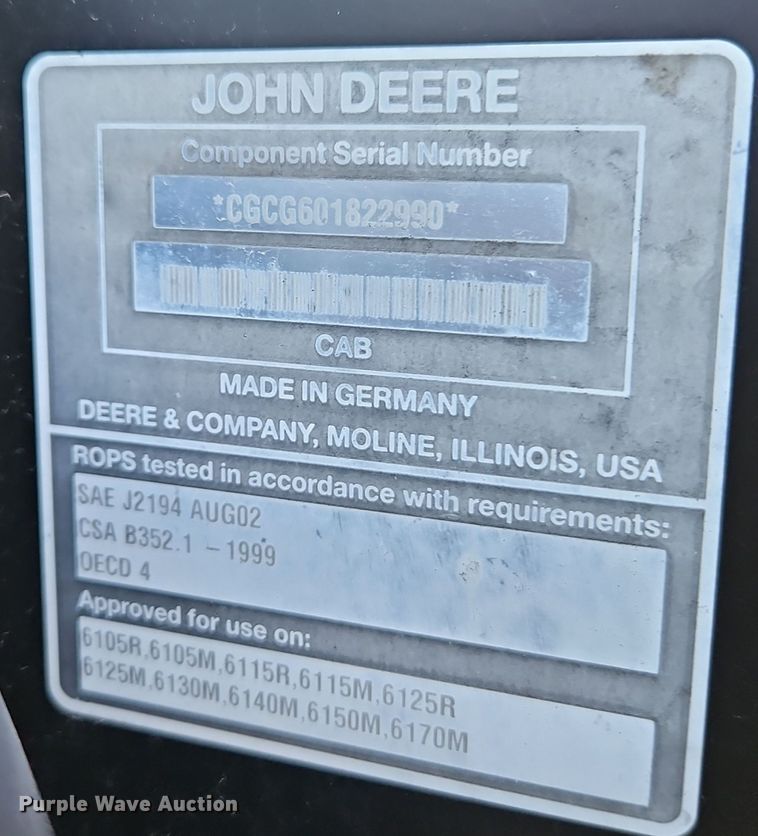 JOHN DEERE
Component Serial Number
*CGCG601822990*
CAB
MADE IN GERMANY
DEERE & COMPANY, MOLINE, ILLINOIS, USA
ROPS tested in accordance with requirements:
SAE J2194 AUG02
CSA B352.1 - 1999
OECD 4
Approved for use on:
6105R,6105M,6115R,6115M,6125R
6125M,6130M,6140M,6150M,6170M
Purple Wave Auction